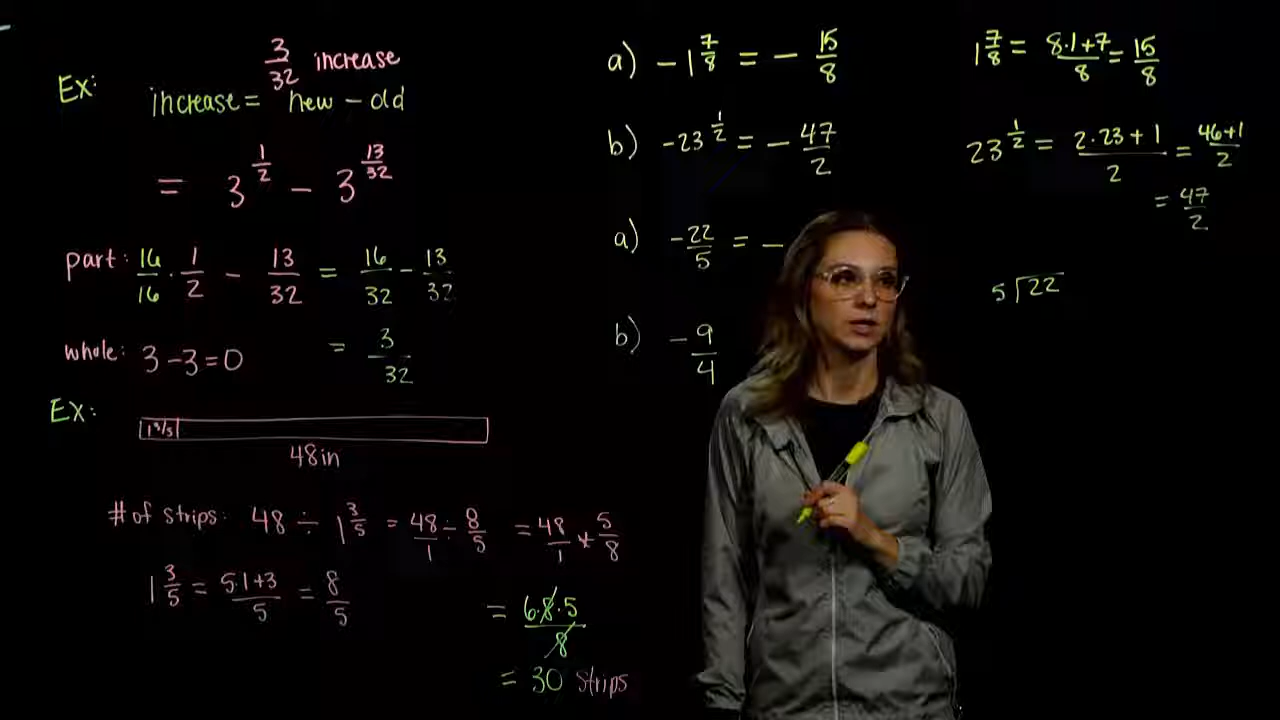 Ex: 3/32 increase
increase = new - old
= 3 1/2 - 3 13/32
part: 16/16 · 1/2 - 13/32 = 16/32 - 13/32
whole: 3 - 3 = 0 = 3/32
Ex:
1 3/5
48in
# of strips: 48 ÷ 1 3/5 = 48/1 ÷ 8/5 = 48/1 * 5/8
1 3/5 = 5·1+3/5 = 8/5
= 6·8·5/8
= 30 strips
a) -1 7/8 = - 15/8
b) -23 1/2 = - 47/2
a) -22/5 = -
b) -9/4
1 7/8 = 8·1+7/8 = 15/8
23 1/2 = 2·23+1/2 = 46+1/2
= 47/2
5⟌22